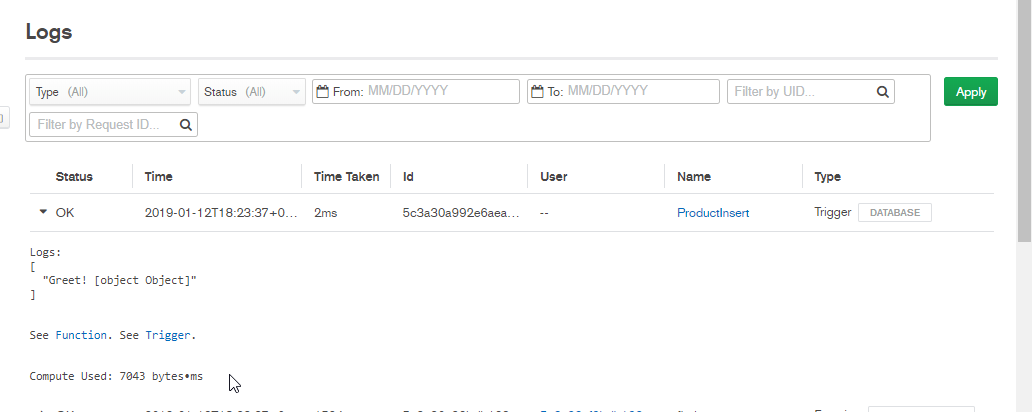 Logs
Type (All) Status (All) From: MM/DD/YYYY To: MM/DD/YYYY Filter by UID... Apply
Filter by Request ID...
Status Time Time Taken Id User Name Type
OK 2019-01-12T18:23:37+0... 2ms 5c3a30a992e6aea... -- ProductInsert Trigger DATABASE
Logs:
[
"Greet! [object Object]"
]
See Function. See Trigger.
Compute Used: 7043 bytes•ms